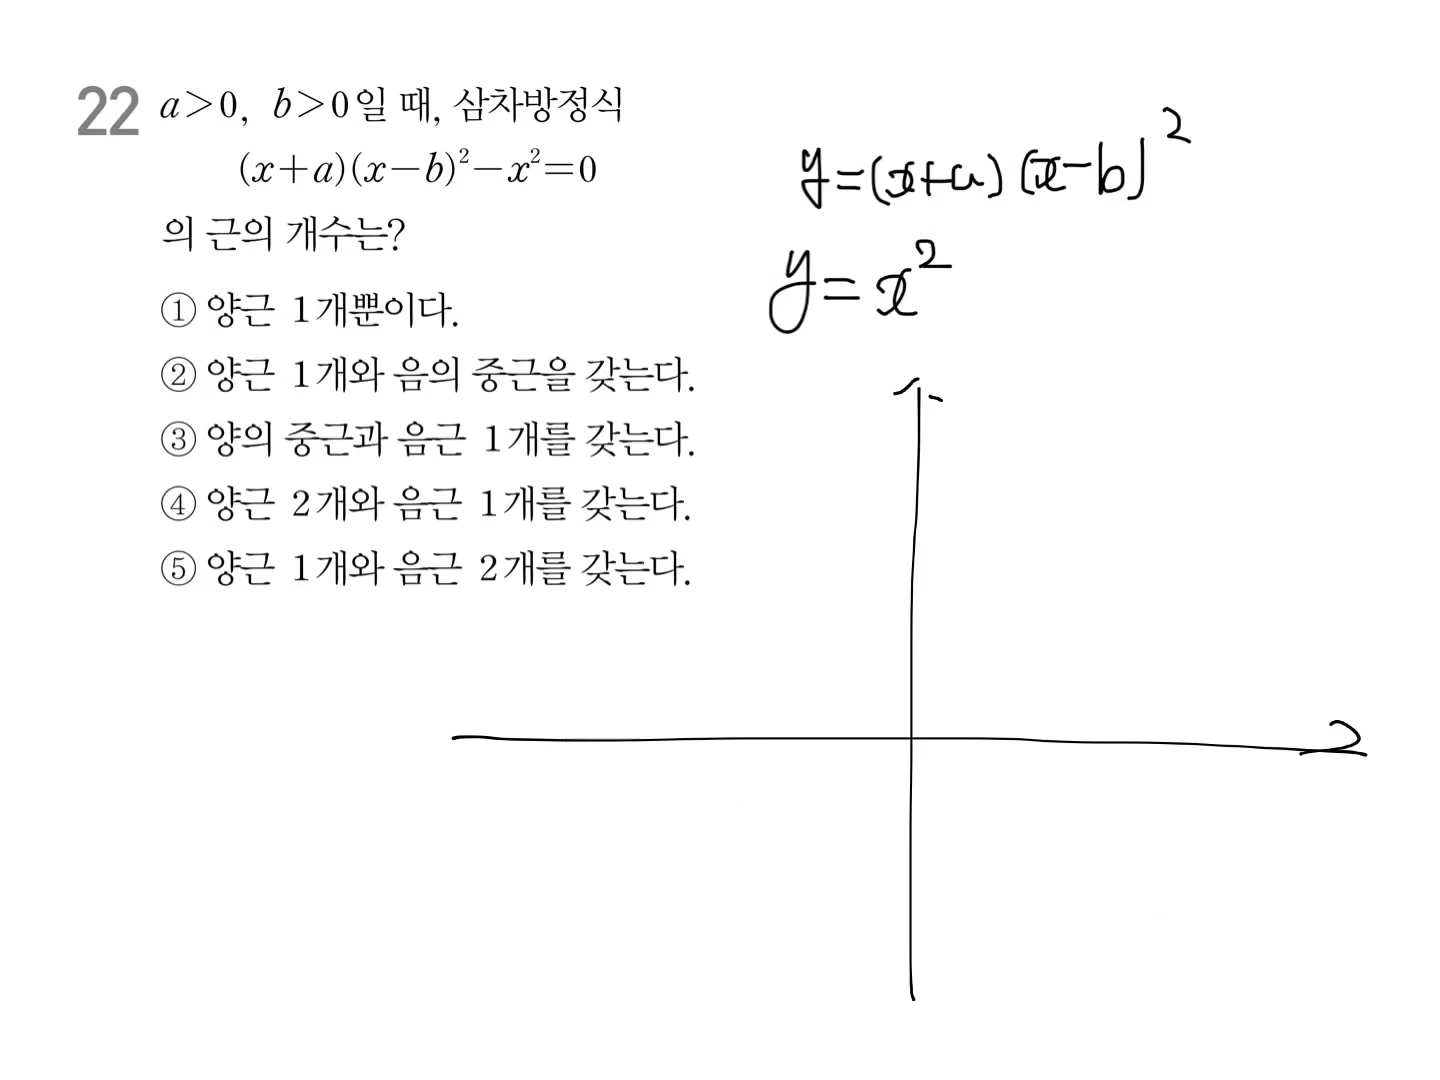 22 a>0, b>0일 때, 삼차방정식
(x+a)(x-b)²-x²=0
의 근의 개수는?
① 양근 1개뿐이다.
② 양근 1개와 음의 중근을 갖는다.
③ 양의 중근과 음근 1개를 갖는다.
④ 양근 2개와 음근 1개를 갖는다.
⑤ 양근 1개와 음근 2개를 갖는다.
y=(x+a)(x-b)²
y=x²